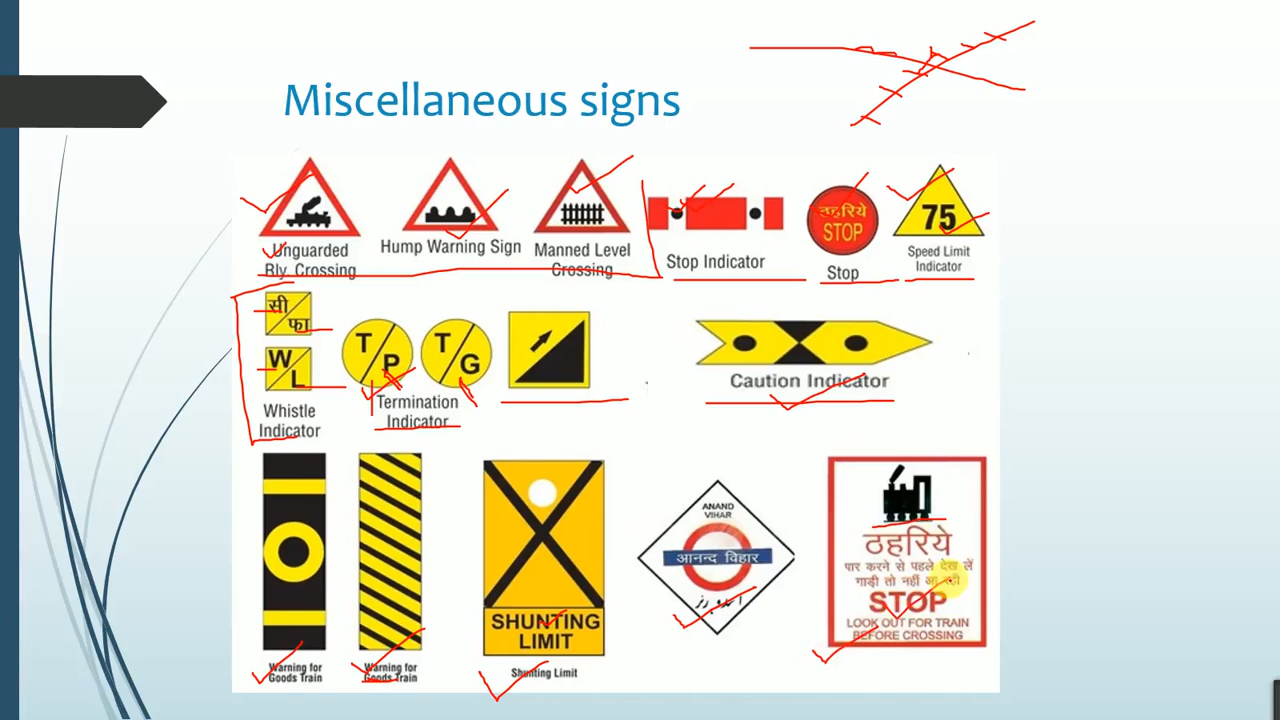 Miscellaneous signs
Unguarded
Rly. Crossing
Hump Warning Sign
Manned Level
Crossing
Stop Indicator
ठहरिये
STOP
Stop
75
Speed Limit
Indicator
सी
फा
W
L
Whistle
Indicator
T
P
T
G
Termination
Indicator
Caution Indicator
Warning for
Goods Train
Warning for
Goods Train
SHUNTING
LIMIT
Shunting Limit
ANAND
VIHAR
आनन्द विहार
ठहरिये
पार करने से पहले देख लें
गाड़ी तो नहीं आ रही
STOP
LOOK OUT FOR TRAIN
BEFORE CROSSING